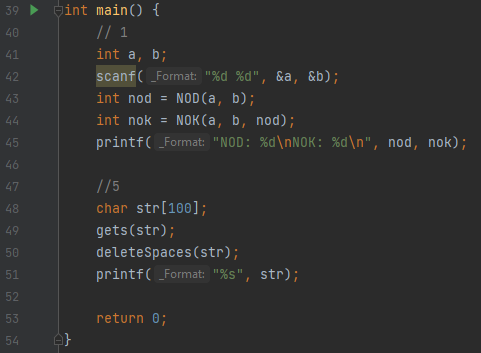 39 int main() {
40 // 1
41 int a, b;
42 scanf( _Format: "%d %d", &a, &b);
43 int nod = NOD(a, b);
44 int nok = NOK(a, b, nod);
45 printf( _Format: "NOD: %d\nNOK: %d\n", nod, nok);
46
47 //5
48 char str[100];
49 gets(str);
50 deleteSpaces(str);
51 printf( _Format: "%s", str);
52
53 return 0;
54 }